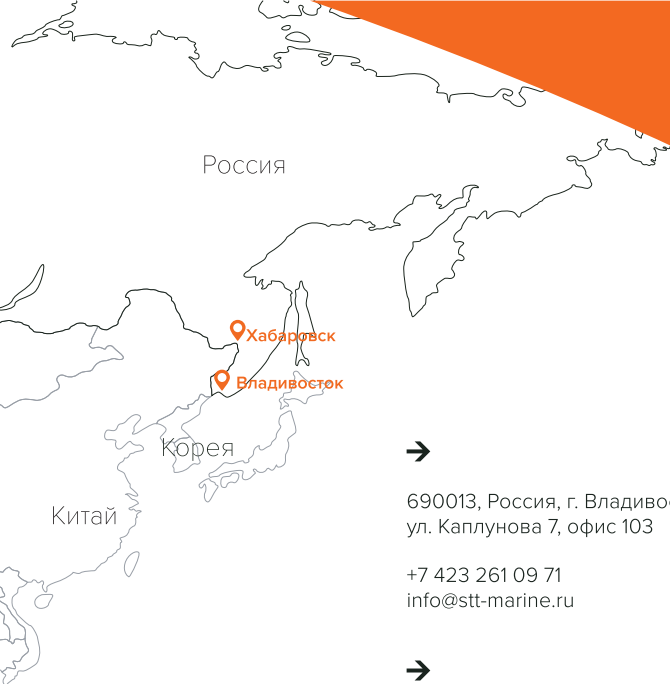 Россия
Хабаровск
Владивосток
Корея
Китай
690013, Россия, г.
ул. Каплунова 7, офис 103
+7 423 261 09 71
info@stt-marine.ru